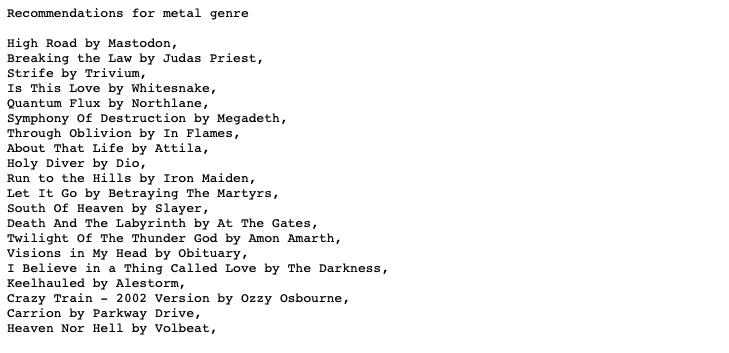 Recommendations for metal genre
High Road by Mastodon,
Breaking the Law by Judas Priest,
Strife by Trivium,
Is This Love by Whitesnake,
Quantum Flux by Northlane,
Symphony Of Destruction by Megadeth,
Through Oblivion by In Flames,
About That Life by Attila,
Holy Diver by Dio,
Run to the Hills by Iron Maiden,
Let It Go by Betraying The Martyrs,
South Of Heaven by Slayer,
Death And The Labyrinth by At The Gates,
Twilight Of The Thunder God by Amon Amarth,
Visions in My Head by Obituary,
I Believe in a Thing Called Love by The Darkness,
Keelhauled by Alestorm,
Crazy Train - 2002 Version by Ozzy Osbourne,
Carrion by Parkway Drive,
Heaven Nor Hell by Volbeat,